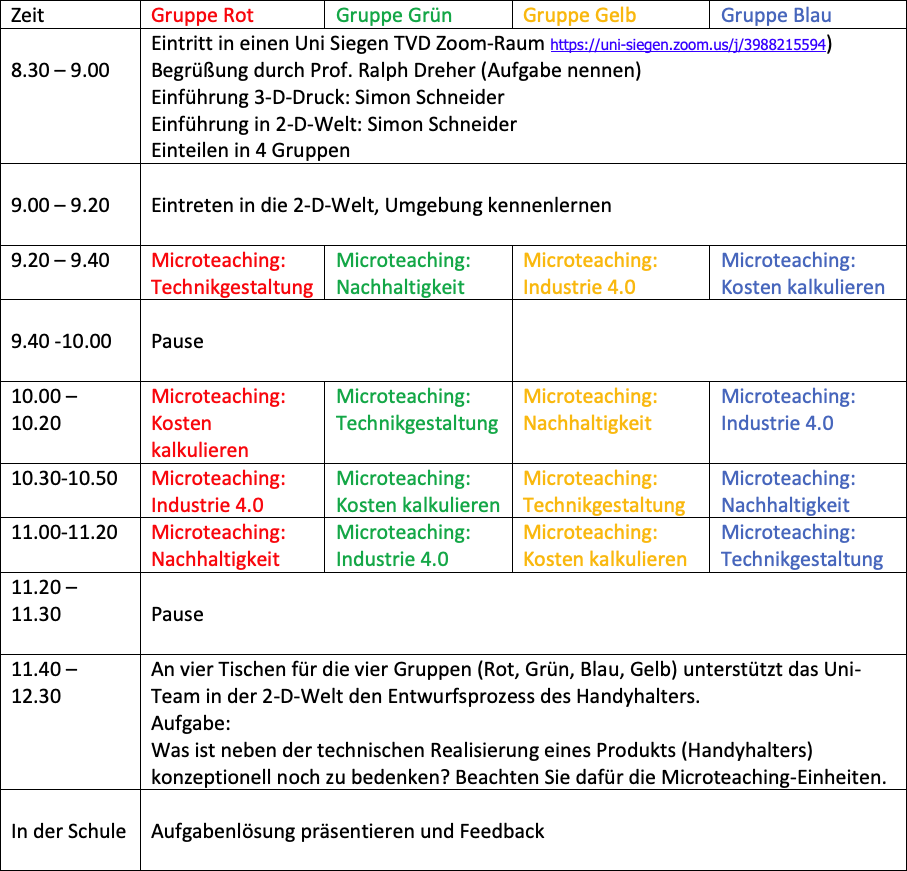 Zeit Gruppe Rot Gruppe Grün Gruppe Gelb Gruppe Blau
8.30 – 9.00
Eintritt in einen Uni Siegen TVD Zoom-Raum https://uni-siegen.zoom.us/j/3988215594)
Begrüßung durch Prof. Ralph Dreher (Aufgabe nennen)
Einführung 3-D-Druck: Simon Schneider
Einführung in 2-D-Welt: Simon Schneider
Einteilen in 4 Gruppen
9.00 – 9.20 Eintreten in die 2-D-Welt, Umgebung kennenlernen
9.20 – 9.40 Microteaching: Microteaching: Microteaching: Microteaching:
Technikgestaltung Nachhaltigkeit Industrie 4.0 Kosten kalkulieren
9.40 -10.00 Pause
10.00 – Microteaching: Microteaching: Microteaching: Microteaching:
10.20 Kosten Technikgestaltung Nachhaltigkeit Industrie 4.0
kalkulieren
10.30-10.50 Microteaching: Microteaching: Microteaching: Microteaching:
Industrie 4.0 Kosten kalkulieren Technikgestaltung Nachhaltigkeit
11.00-11.20 Microteaching: Microteaching: Microteaching: Microteaching:
Nachhaltigkeit Industrie 4.0 Kosten kalkulieren Technikgestaltung
11.20 –
11.30 Pause
11.40 – An vier Tischen für die vier Gruppen (Rot, Grün, Blau, Gelb) unterstützt das Uni-
12.30 Team in der 2-D-Welt den Entwurfsprozess des Handyhalters.
Aufgabe:
Was ist neben der technischen Realisierung eines Produkts (Handyhalters)
konzeptionell noch zu bedenken? Beachten Sie dafür die Microteaching-Einheiten.
In der Schule Aufgabenlösung präsentieren und Feedback